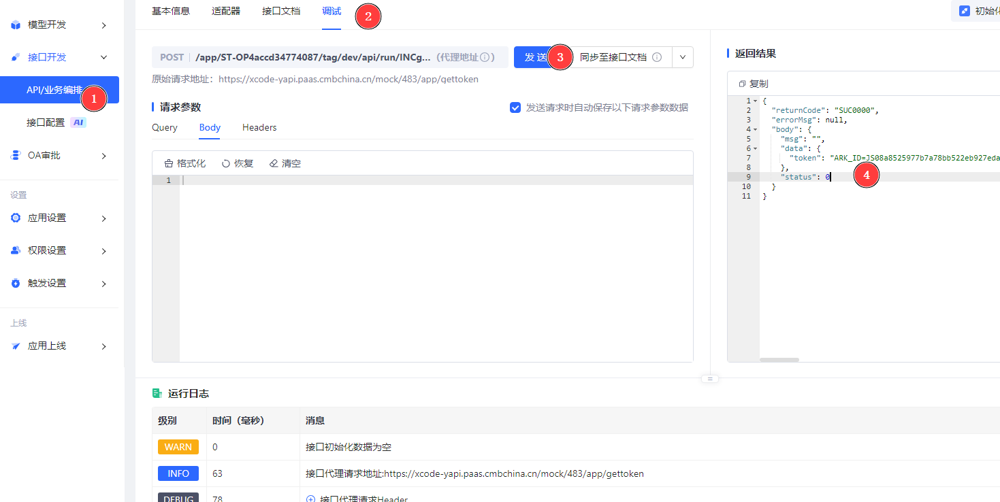 模型开发
接口开发
API/业务编排
1
接口配置 AI
OA审批
设置
应用设置
权限设置
触发设置
上线
应用上线
基本信息 适配器 接口文档 调试 2
初始化
POST /app/ST-OP4accd34774087/tag/dev/api/run/INCg... (代理地址) 发 送 3 同步至接口文档
原始请求地址: https://xcode-yapi.paas.cmbchina.cn/mock/483/app/gettoken
请求参数 发送请求时自动保存以下请求参数数据
Query Body Headers
格式化 恢复 清空
1
返回结果
复制
1 {
2 "returnCode": "SUC0000",
3 "errorMsg": null,
4 "body": {
5 "msg": "",
6 "data": {
7 "token": "ARK_ID=JS08a8525977b7a78bb522eb927eda
8 },
9 "status": 0
4
10 }
11 }
运行日志
级别 时间（毫秒） 消息
WARN 0 接口初始化数据为空
INFO 63 接口代理请求地址:https://xcode-yapi.paas.cmbchina.cn/mock/483/app/gettoken
DEBUG 78 接口代理请求Header